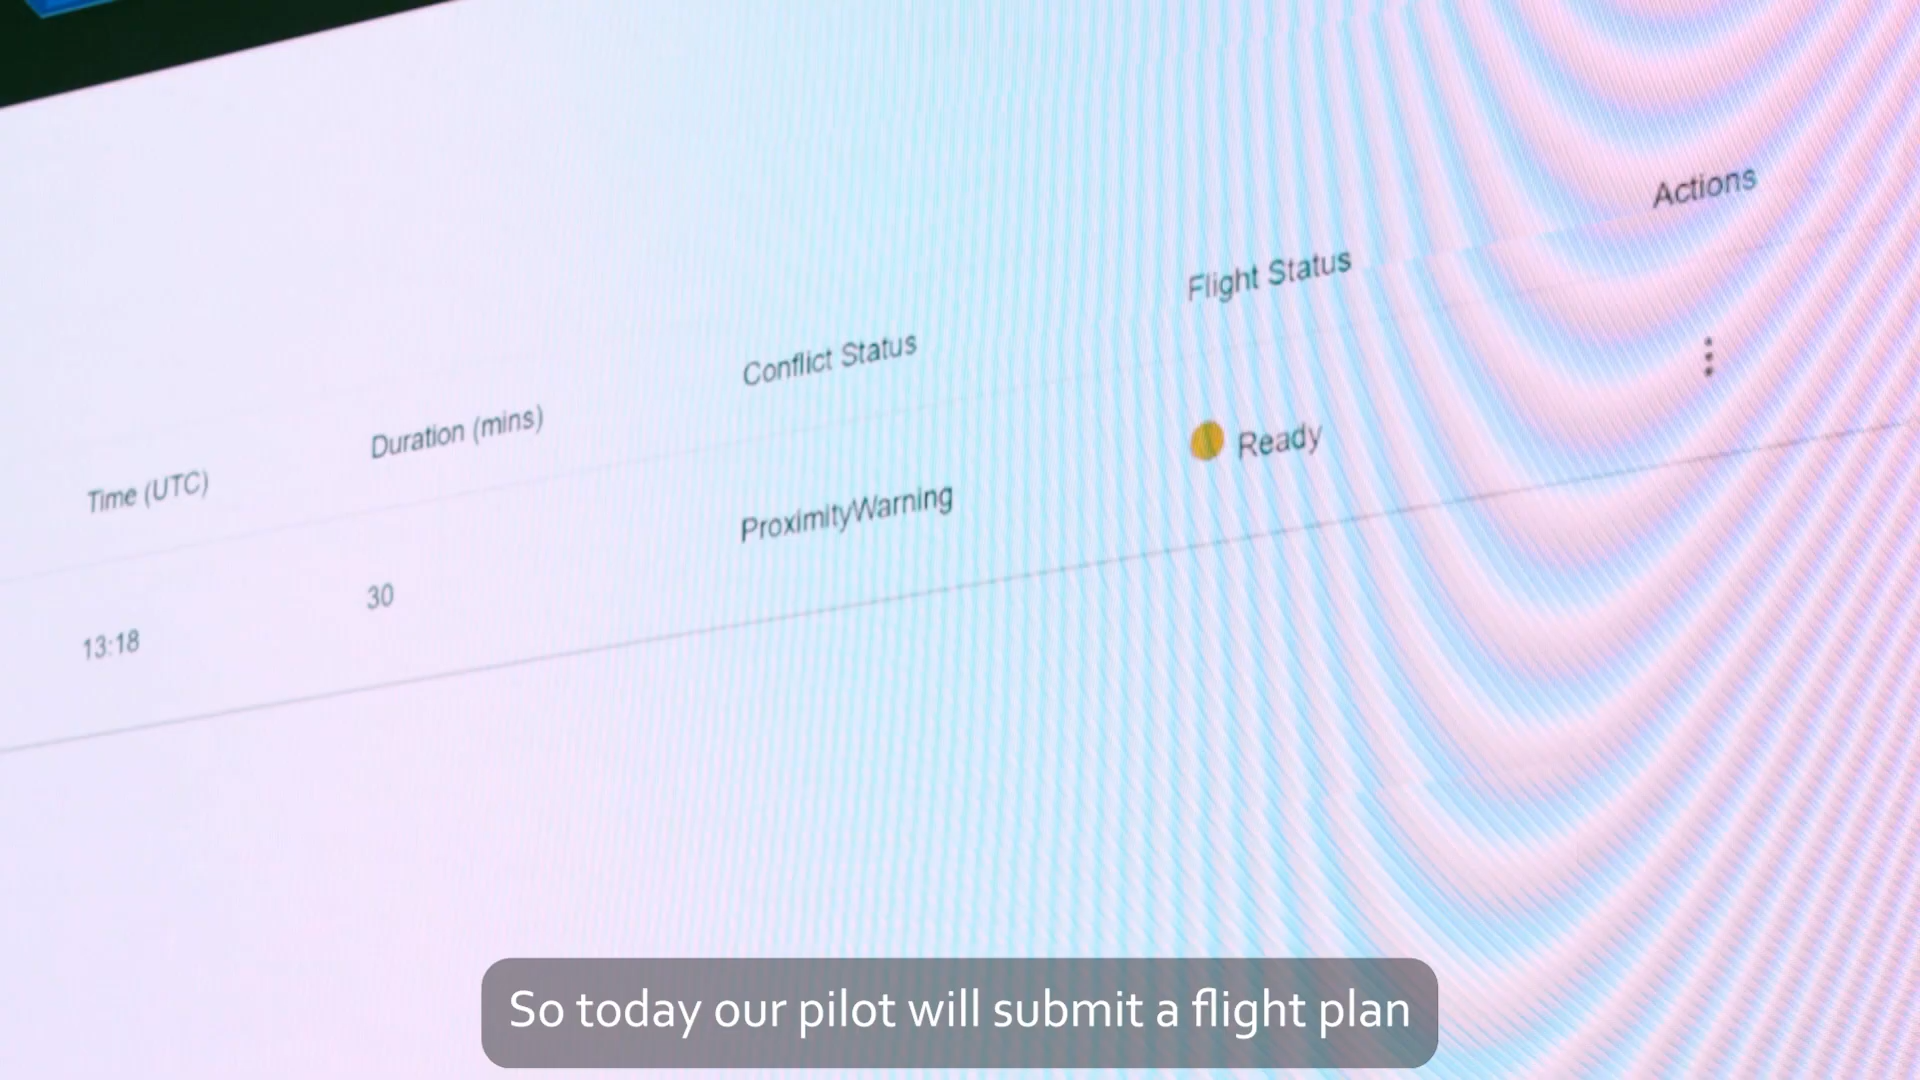 Time (UTC) Duration (mins) Conflict Status Flight Status Actions
13:18 30 ProximityWarning Ready
So today our pilot will submit a flight plan